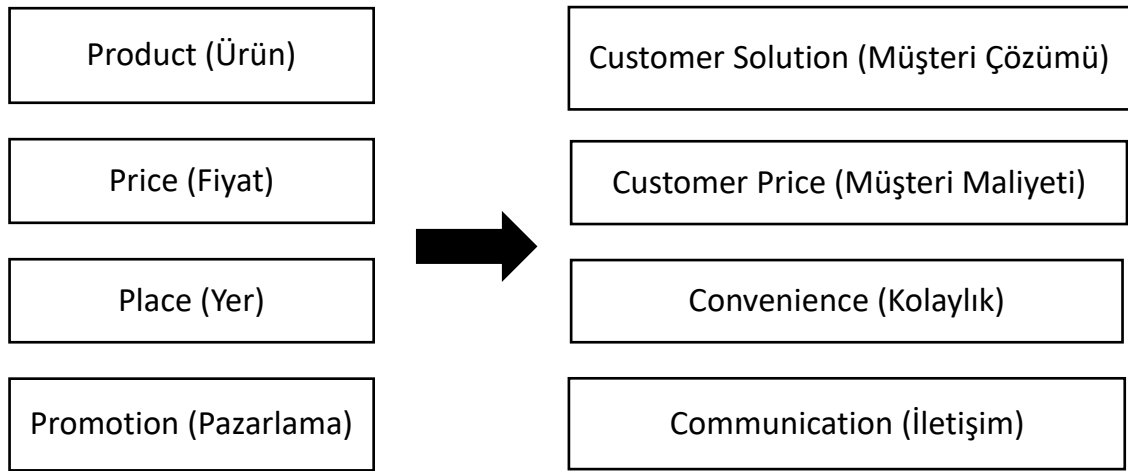 Product (Ürün)
Customer Solution (Müşteri Çözümü)
Price (Fiyat)
Customer Price (Müşteri Maliyeti)
Place (Yer)
Convenience (Kolaylık)
Promotion (Pazarlama)
Communication (İletişim)